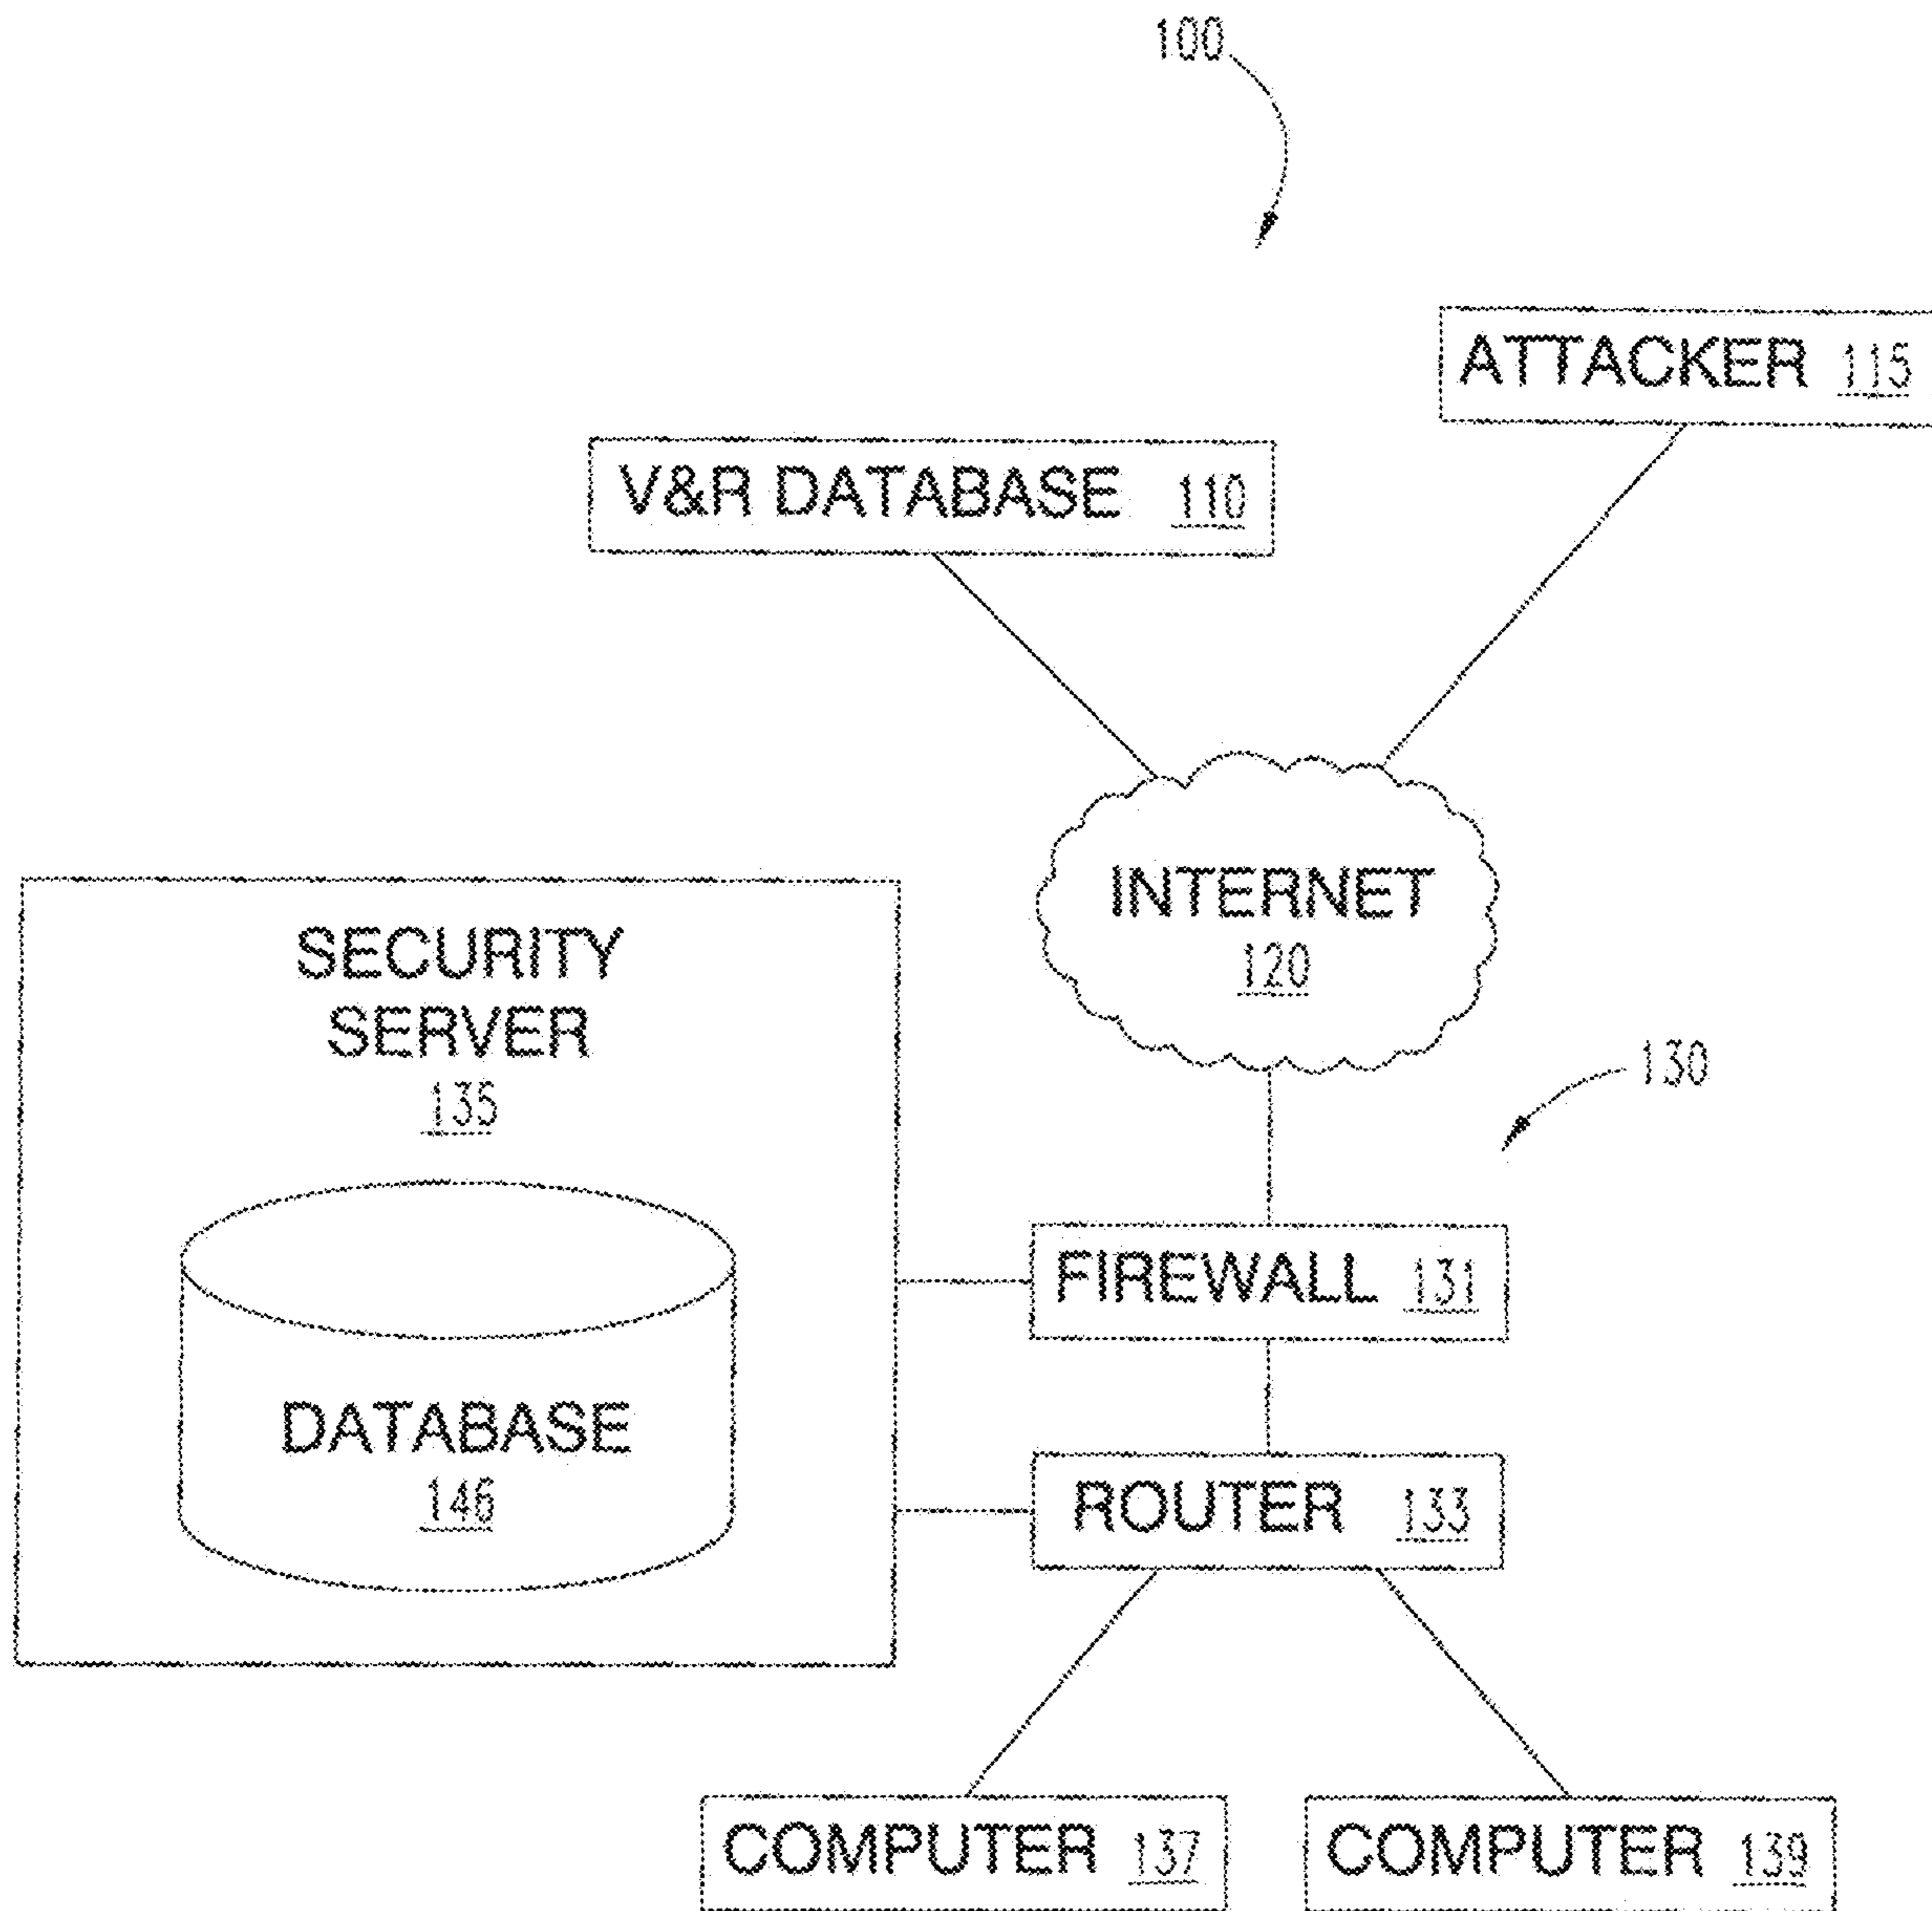 100
ATTACKER 115
V&R DATABASE 110
INTERNET
120
SECURITY
SERVER
135
130
FIREWALL 131
DATABASE
146
ROUTER 133
COMPUTER 137
COMPUTER 139